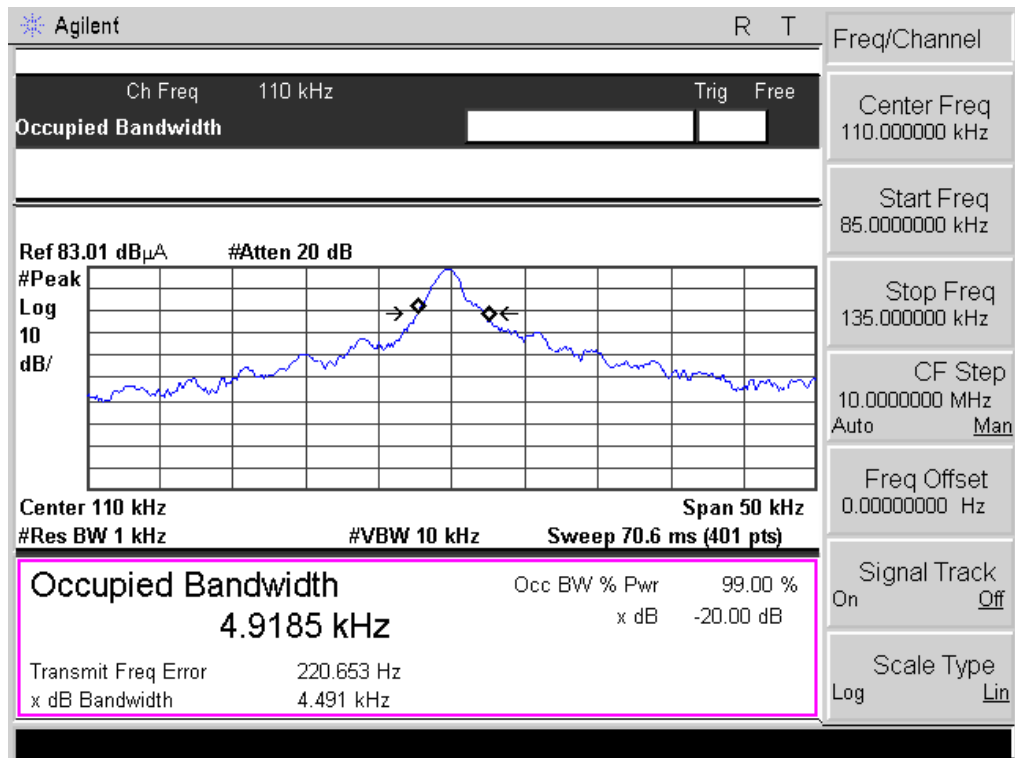 Agilent R T
Ch Freq 110 kHz Trig Free
Occupied Bandwidth
Ref 83.01 dBµA #Atten 20 dB
#Peak
Log
10
dB/
Center 110 kHz Span 50 kHz
#Res BW 1 kHz #VBW 10 kHz Sweep 70.6 ms (401 pts)
Occupied Bandwidth Occ BW % Pwr 99.00 %
4.9185 kHz x dB -20.00 dB
Transmit Freq Error 220.653 Hz
x dB Bandwidth 4.491 kHz
Freq/Channel
Center Freq
110.000000 kHz
Start Freq
85.0000000 kHz
Stop Freq
135.000000 kHz
CF Step
10.0000000 MHz
Auto Man
Freq Offset
0.00000000 Hz
Signal Track
On Off
Scale Type
Log Lin